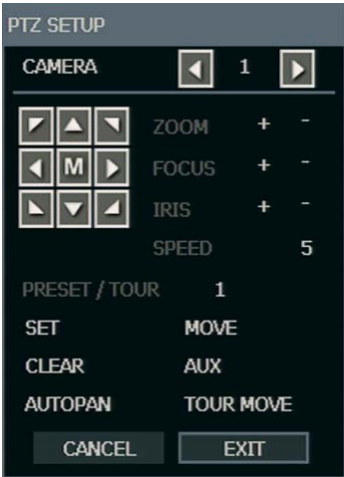 PTZ SETUP
CAMERA 1
ZOOM + -
M FOCUS + -
IRIS + -
SPEED 5
PRESET / TOUR 1
SET MOVE
CLEAR AUX
AUTOPAN TOUR MOVE
CANCEL EXIT